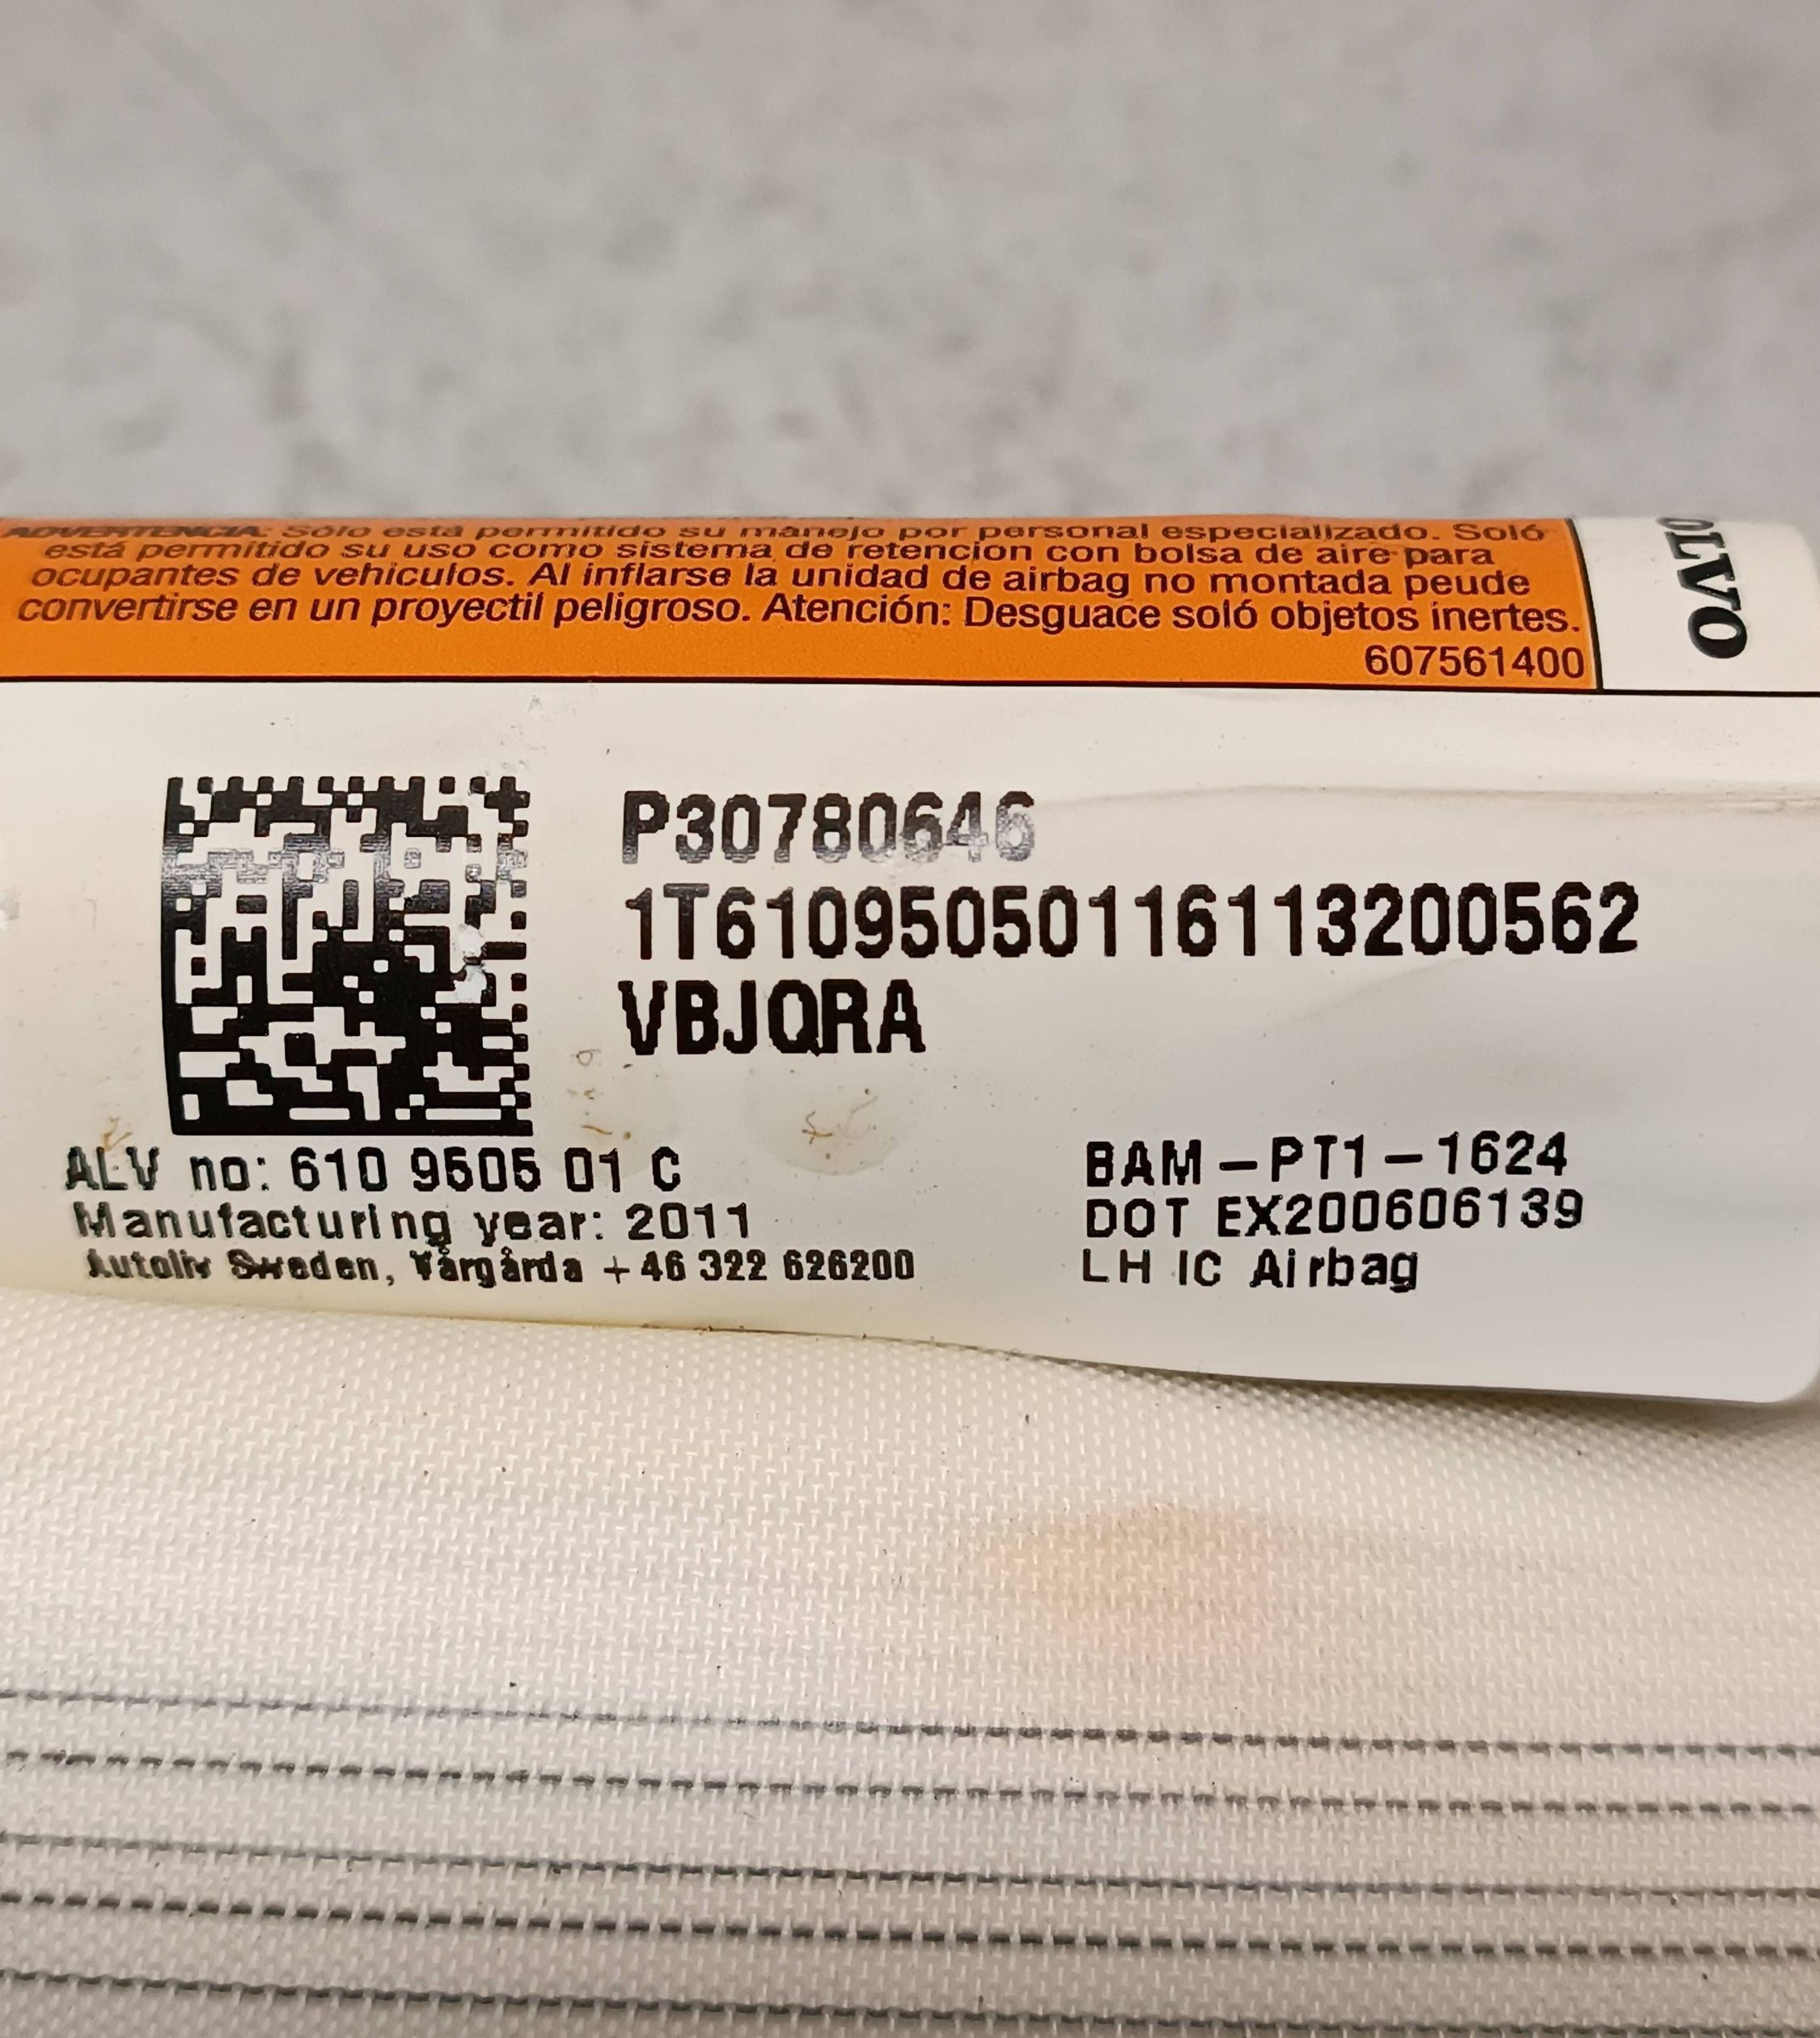 ADVERTENCIA. Sólo está permitido su manejo por personal especializado. Soló
está permitido su uso como sistema de retencion con bolsa de aire para
ocupantes de vehiculos. Al inflarse la unidad de airbag no montada peude
convertirse en un proyectil peligroso. Atención: Desguace soló objetos inertes.
607561400
OLVO
P30780646
1T61095050116113200562
VBJQRA
ALV no: 610 9505 01 C
Manufacturing year: 2011
Autoliv Sweden, Vårgårda +46 322 626200
BAM-PT1-1624
DOT EX200606139
LH IC Airbag